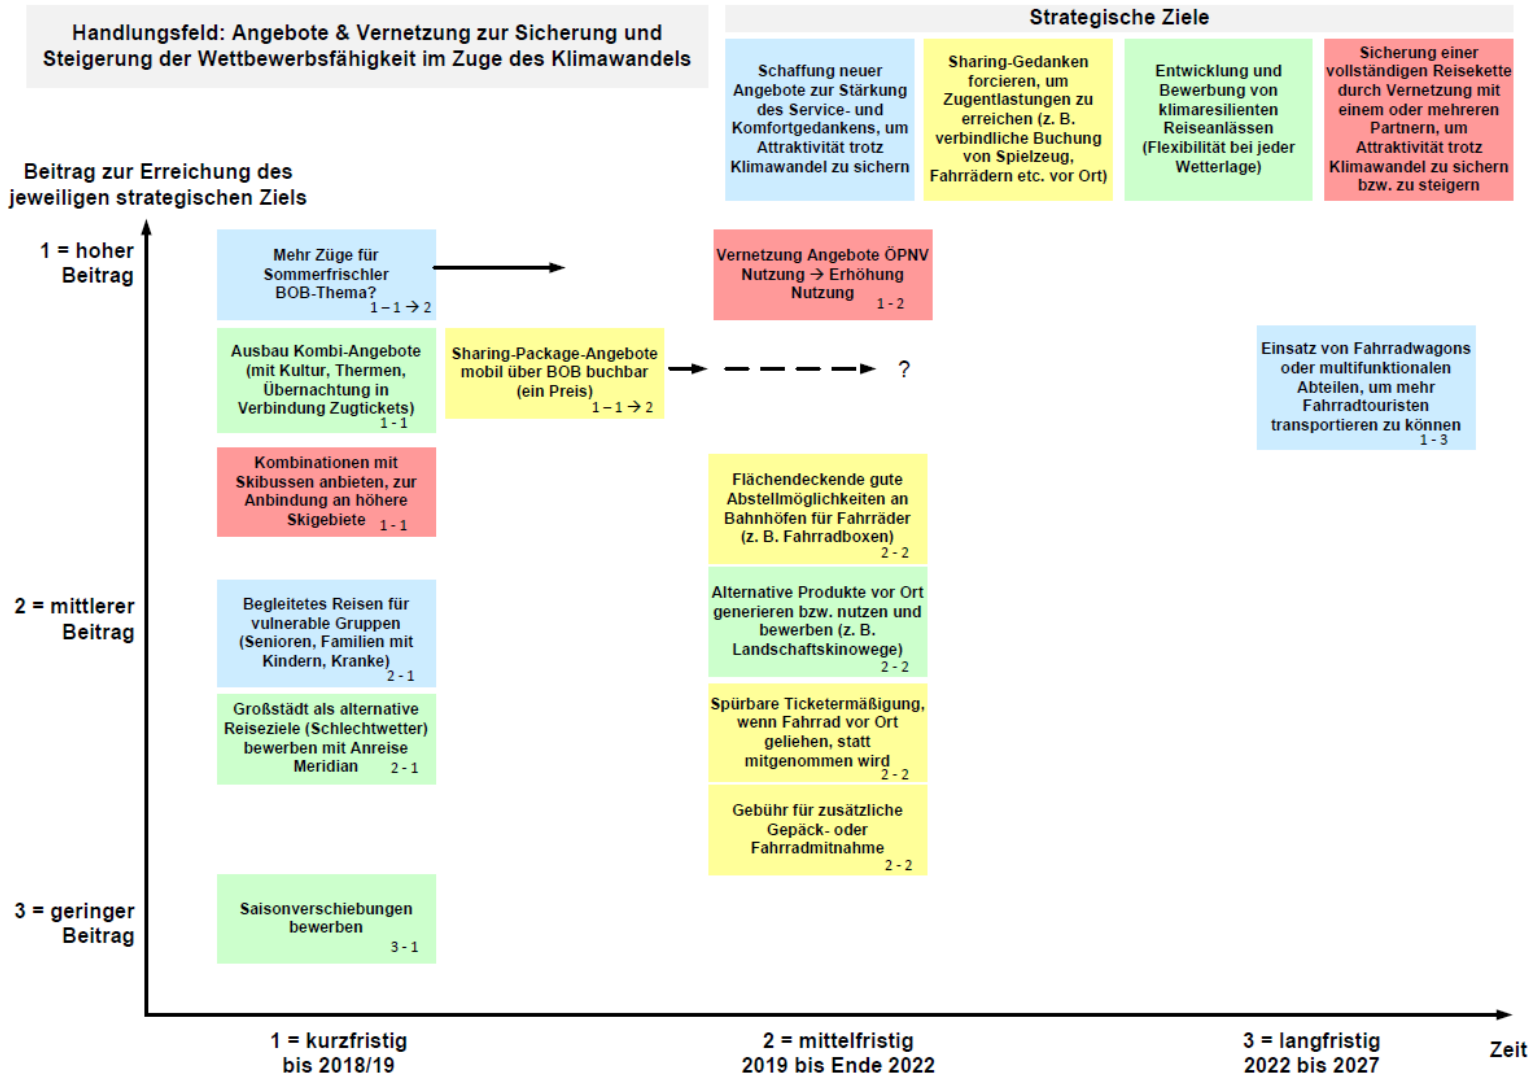 Handlungsfeld: Angebote & Vernetzung zur Sicherung und
Steigerung der Wettbewerbsfähigkeit im Zuge des Klimawandels
Strategische Ziele
Schaffung neuer
Angebote zur Stärkung
des Service- und
Komfortgedankens, um
Attraktivität trotz
Klimawandel zu sichern
Sharing-Gedanken
forcieren, um
Zugentlastungen zu
erreichen (z. B.
verbindliche Buchung
von Spielzeug,
Fahrrädern etc. vor Ort)
Entwicklung und
Bewerbung von
klimaresilienten
Reiseanlässen
(Flexibilität bei jeder
Wetterlage)
Sicherung einer
vollständigen Reisekette
durch Vernetzung mit
einem oder mehreren
Partnern, um
Attraktivität trotz
Klimawandel zu sichern
bzw. zu steigern
Beitrag zur Erreichung des
jeweiligen strategischen Ziels
1 = hoher
Beitrag
Mehr Züge für
Sommerfrischler
BOB-Thema?
1 – 1 → 2
Vernetzung Angebote ÖPNV
Nutzung → Erhöhung
Nutzung
1 - 2
Ausbau Kombi-Angebote
(mit Kultur, Thermen,
Übernachtung in
Verbindung Zugtickets)
1 - 1
Sharing-Package-Angebote
mobil über BOB buchbar
(ein Preis)
1 – 1 → 2
?
Einsatz von Fahrradwagons
oder multifunktionalen
Abteilen, um mehr
Fahrradtouristen
transportieren zu können
1 - 3
Kombinationen mit
Skibussen anbieten, zur
Anbindung an höhere
Skigebiete
1 - 1
Flächendeckende gute
Abstellmöglichkeiten an
Bahnhöfen für Fahrräder
(z. B. Fahrradboxen)
2 - 2
2 = mittlerer
Beitrag
Begleitetes Reisen für
vulnerable Gruppen
(Senioren, Familien mit
Kindern, Kranke)
2 - 1
Alternative Produkte vor Ort
generieren bzw. nutzen und
bewerben (z. B.
Landschaftskinowege)
2 - 2
Großstädt als alternative
Reiseziele (Schlechtwetter)
bewerben mit Anreise
Meridian
2 - 1
Spürbare Ticketermäßigung,
wenn Fahrrad vor Ort
geliehen, statt
mitgenommen wird
2 - 2
Gebühr für zusätzliche
Gepäck- oder
Fahrradmitnahme
2 - 2
3 = geringer
Beitrag
Saisonverschiebungen
bewerben
3 - 1
1 = kurzfristig
bis 2018/19
2 = mittelfristig
2019 bis Ende 2022
3 = langfristig
2022 bis 2027
Zeit